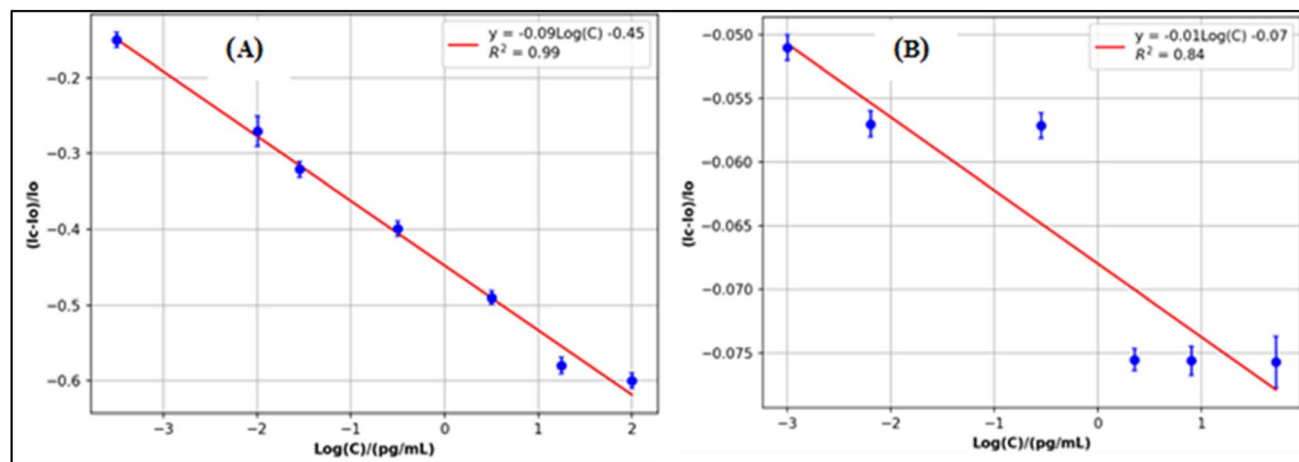 (A)
y = -0.09Log(C) -0.45
R² = 0.99
(Ic-Io)/Io
−0.2
−0.3
−0.4
−0.5
−0.6
−3
−2
−1
0
1
2
Log(C)/(pg/mL)
(B)
y = -0.01Log(C) -0.07
R² = 0.84
(Ic-Io)/Io
−0.050
−0.055
−0.060
−0.065
−0.070
−0.075
−3
−2
−1
0
1
Log(C)/(pg/mL)